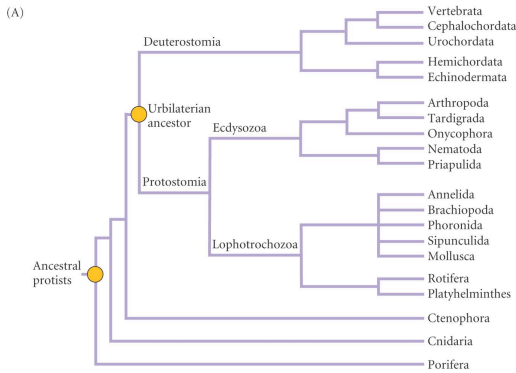 (A)
Vertebrata
Cephalochordata
Urochordata
Deuterostomia
Hemichordata
Echinodermata
Arthropoda
Tardigrada
Onycophora
Nematoda
Priapulida
Urbilaterian
ancestor
Ecdysozoa
Protostomia
Annelida
Brachiopoda
Phoronida
Sipunculida
Mollusca
Lophotrochozoa
Rotifera
Platyhelminthes
Ancestral
protists
Ctenophora
Cnidaria
Porifera